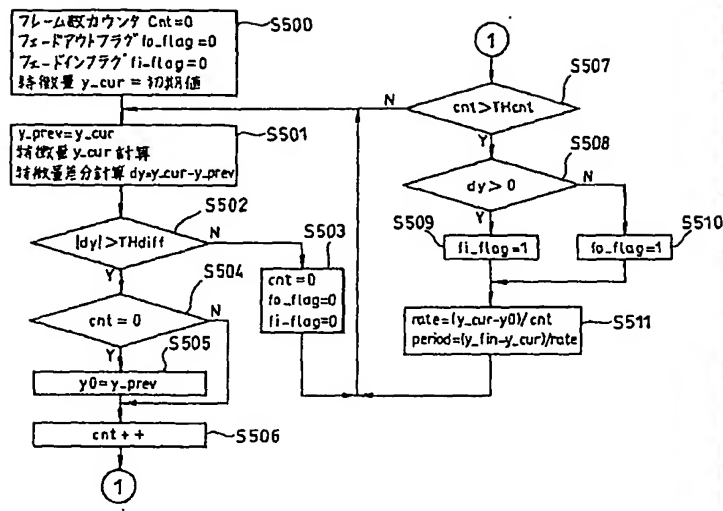 フレーム数カウンタ Cnt=0
フェードアウトフラグ fo_flag=0
フェードインフラグ fi_flag=0
特徴量 y_cur = 初期値
S500
y_prev=y_cur
特徴量 y_cur 計算
特徴量差分計算 dy=y_cur-y_prev
S501
|dy|>THdiff
S502
N
Y
S503
cnt=0
fo_flag=0
fi_flag=0
cnt=0
S504
N
Y
S505
y0=y_prev
cnt++
S506
1
1
S507
cnt>THcnt
N
Y
S508
dy>0
N
Y
S509
fi_flag=1
fo_flag=1
S510
rate=(y_cur-y0)/cnt
period=(y_fin-y_cur)/rate
S511